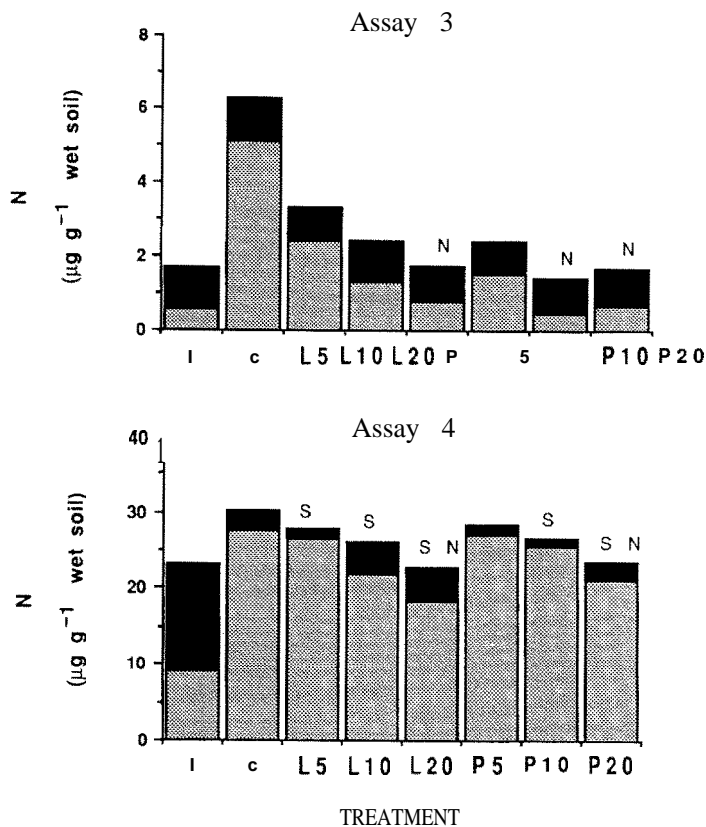 Assay 3
N
(μg g⁻¹ wet soil)
8
6
4
2
0
N
N
N
I c L5 L10 L20 P 5 P10 P20
Assay 4
N
(μg g⁻¹ wet soil)
40
30
20
10
0
S
S
S N
S
S N
I c L5 L10 L20 P5 P10 P20
TREATMENT